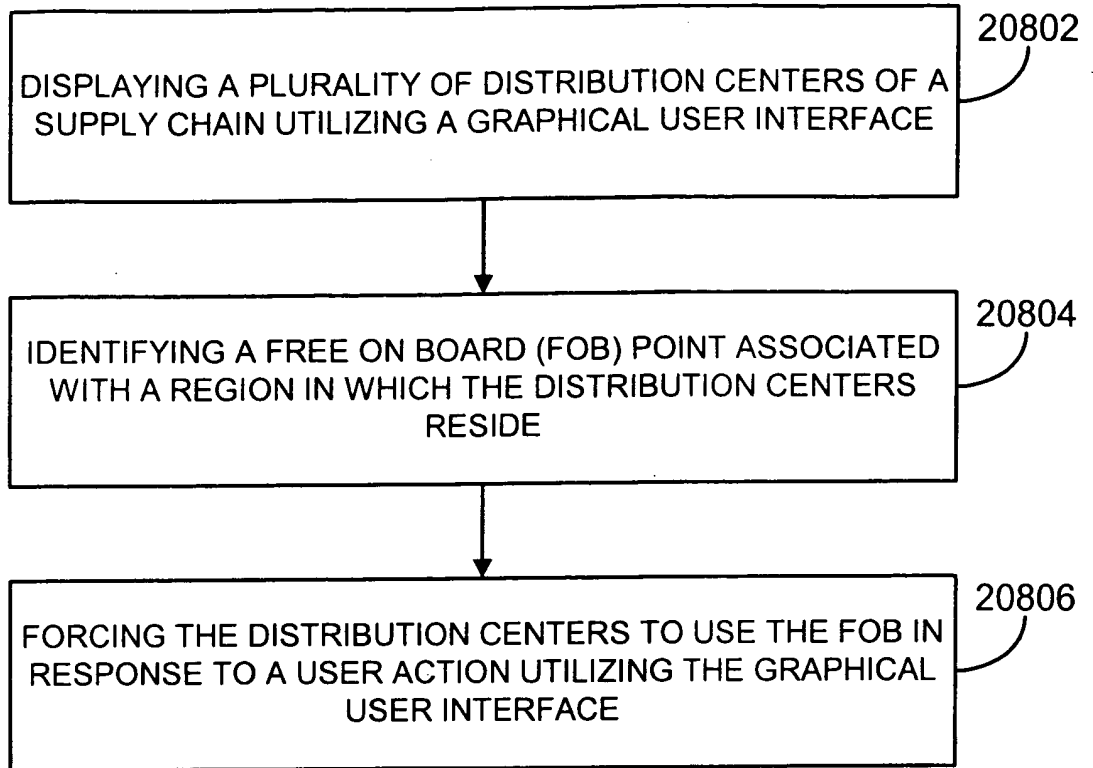 20802
DISPLAYING A PLURALITY OF DISTRIBUTION CENTERS OF A
SUPPLY CHAIN UTILIZING A GRAPHICAL USER INTERFACE
20804
IDENTIFYING A FREE ON BOARD (FOB) POINT ASSOCIATED
WITH A REGION IN WHICH THE DISTRIBUTION CENTERS
RESIDE
20806
FORCING THE DISTRIBUTION CENTERS TO USE THE FOB IN
RESPONSE TO A USER ACTION UTILIZING THE GRAPHICAL
USER INTERFACE